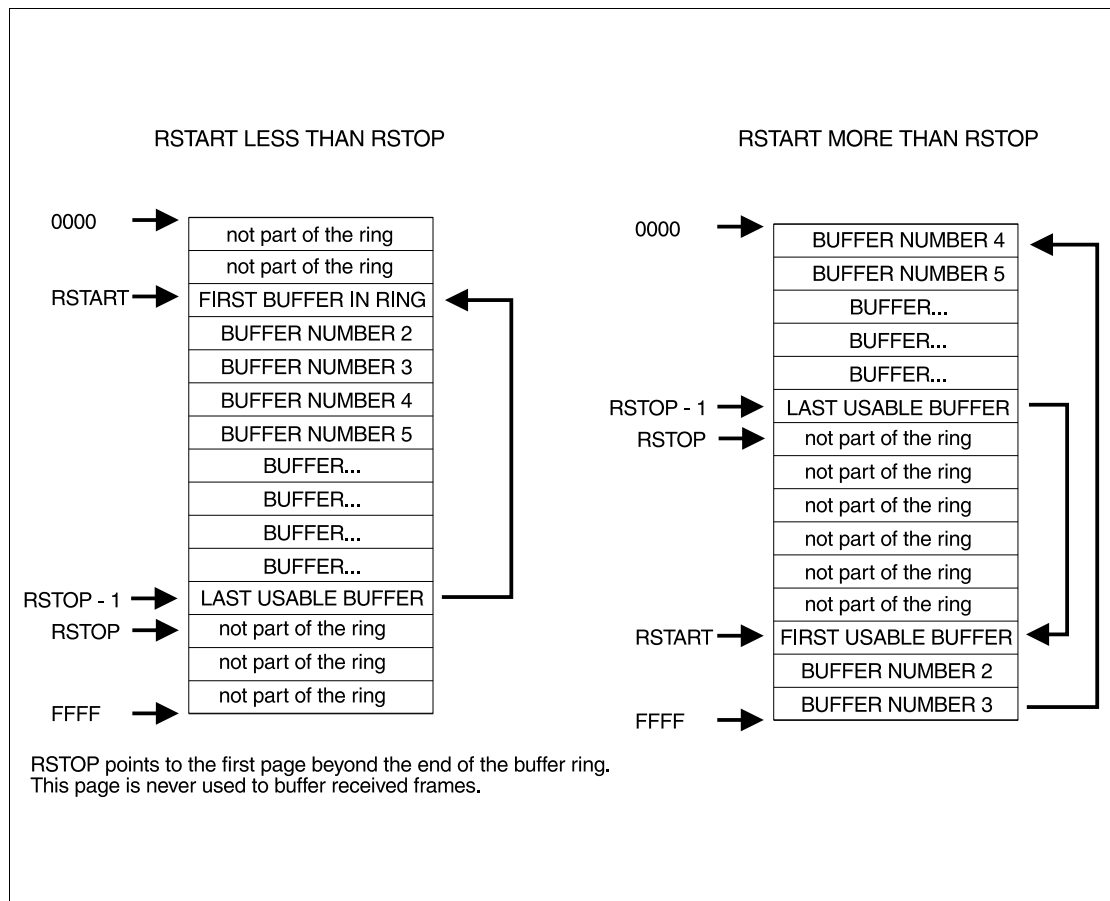 RSTART LESS THAN RSTOP
0000
not part of the ring
not part of the ring
RSTART
FIRST BUFFER IN RING
BUFFER NUMBER 2
BUFFER NUMBER 3
BUFFER NUMBER 4
BUFFER NUMBER 5
BUFFER...
BUFFER...
BUFFER...
BUFFER...
RSTOP - 1
LAST USABLE BUFFER
RSTOP
not part of the ring
not part of the ring
not part of the ring
FFFF
RSTART MORE THAN RSTOP
0000
BUFFER NUMBER 4
BUFFER NUMBER 5
BUFFER...
BUFFER...
BUFFER...
RSTOP - 1
LAST USABLE BUFFER
RSTOP
not part of the ring
not part of the ring
not part of the ring
not part of the ring
not part of the ring
not part of the ring
RSTART
FIRST USABLE BUFFER
BUFFER NUMBER 2
BUFFER NUMBER 3
FFFF
RSTOP points to the first page beyond the end of the buffer ring.
This page is never used to buffer received frames.